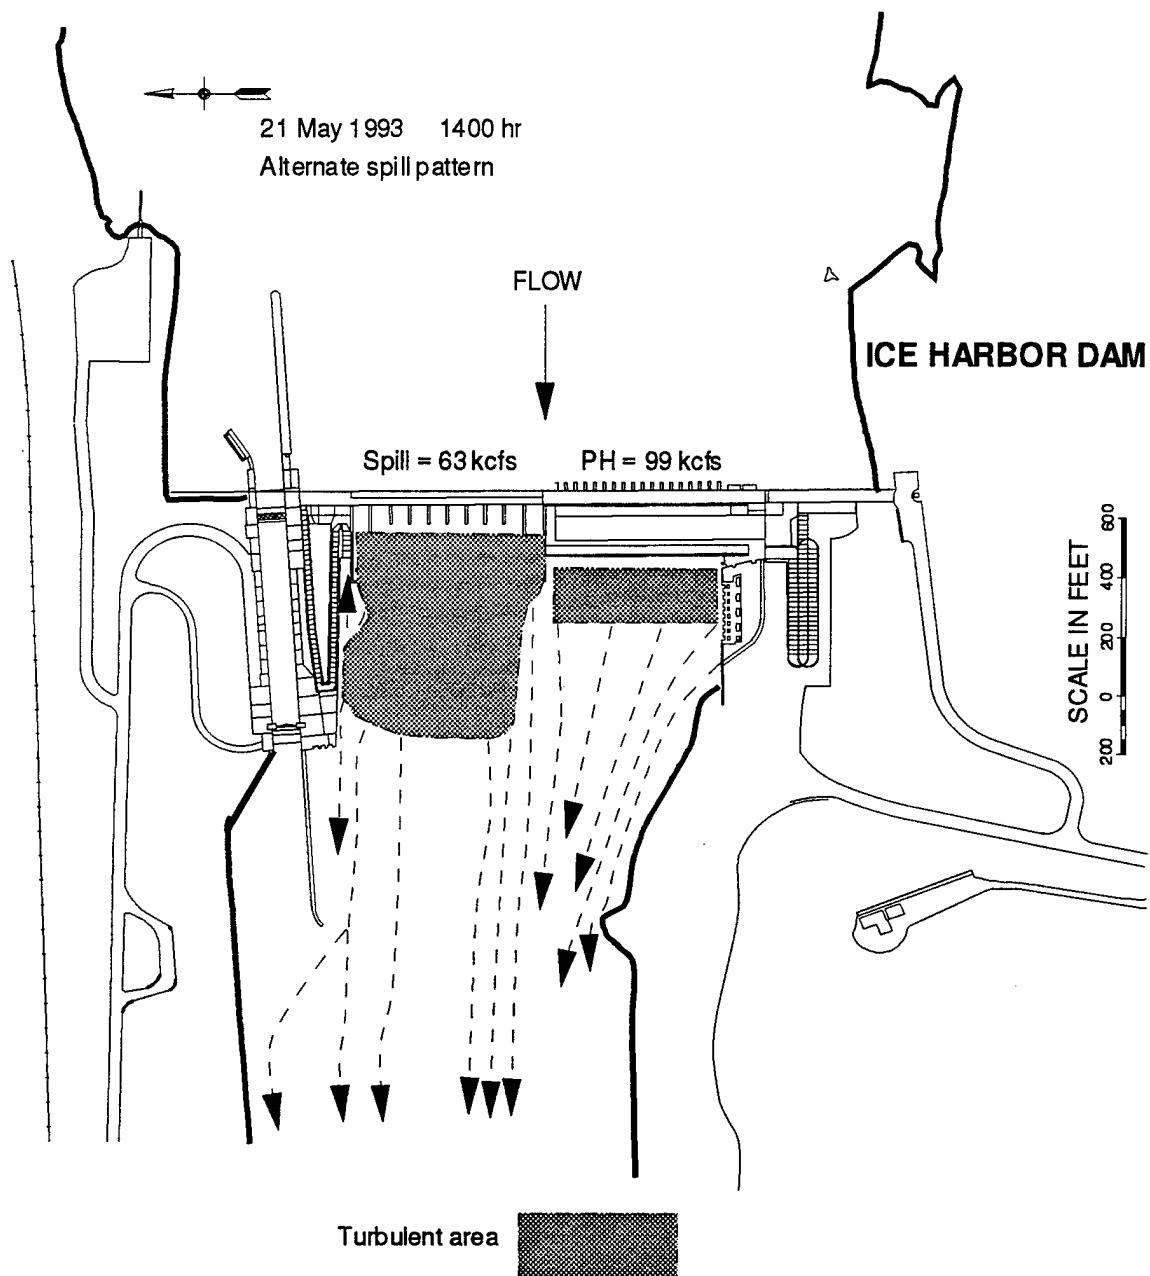 21 May 1993 1400 hr
Alternate spill pattern
FLOW
ICE HARBOR DAM
Spill = 63 kcfs PH = 99 kcfs
600
400
200
0
200
SCALE IN FEET
Turbulent area